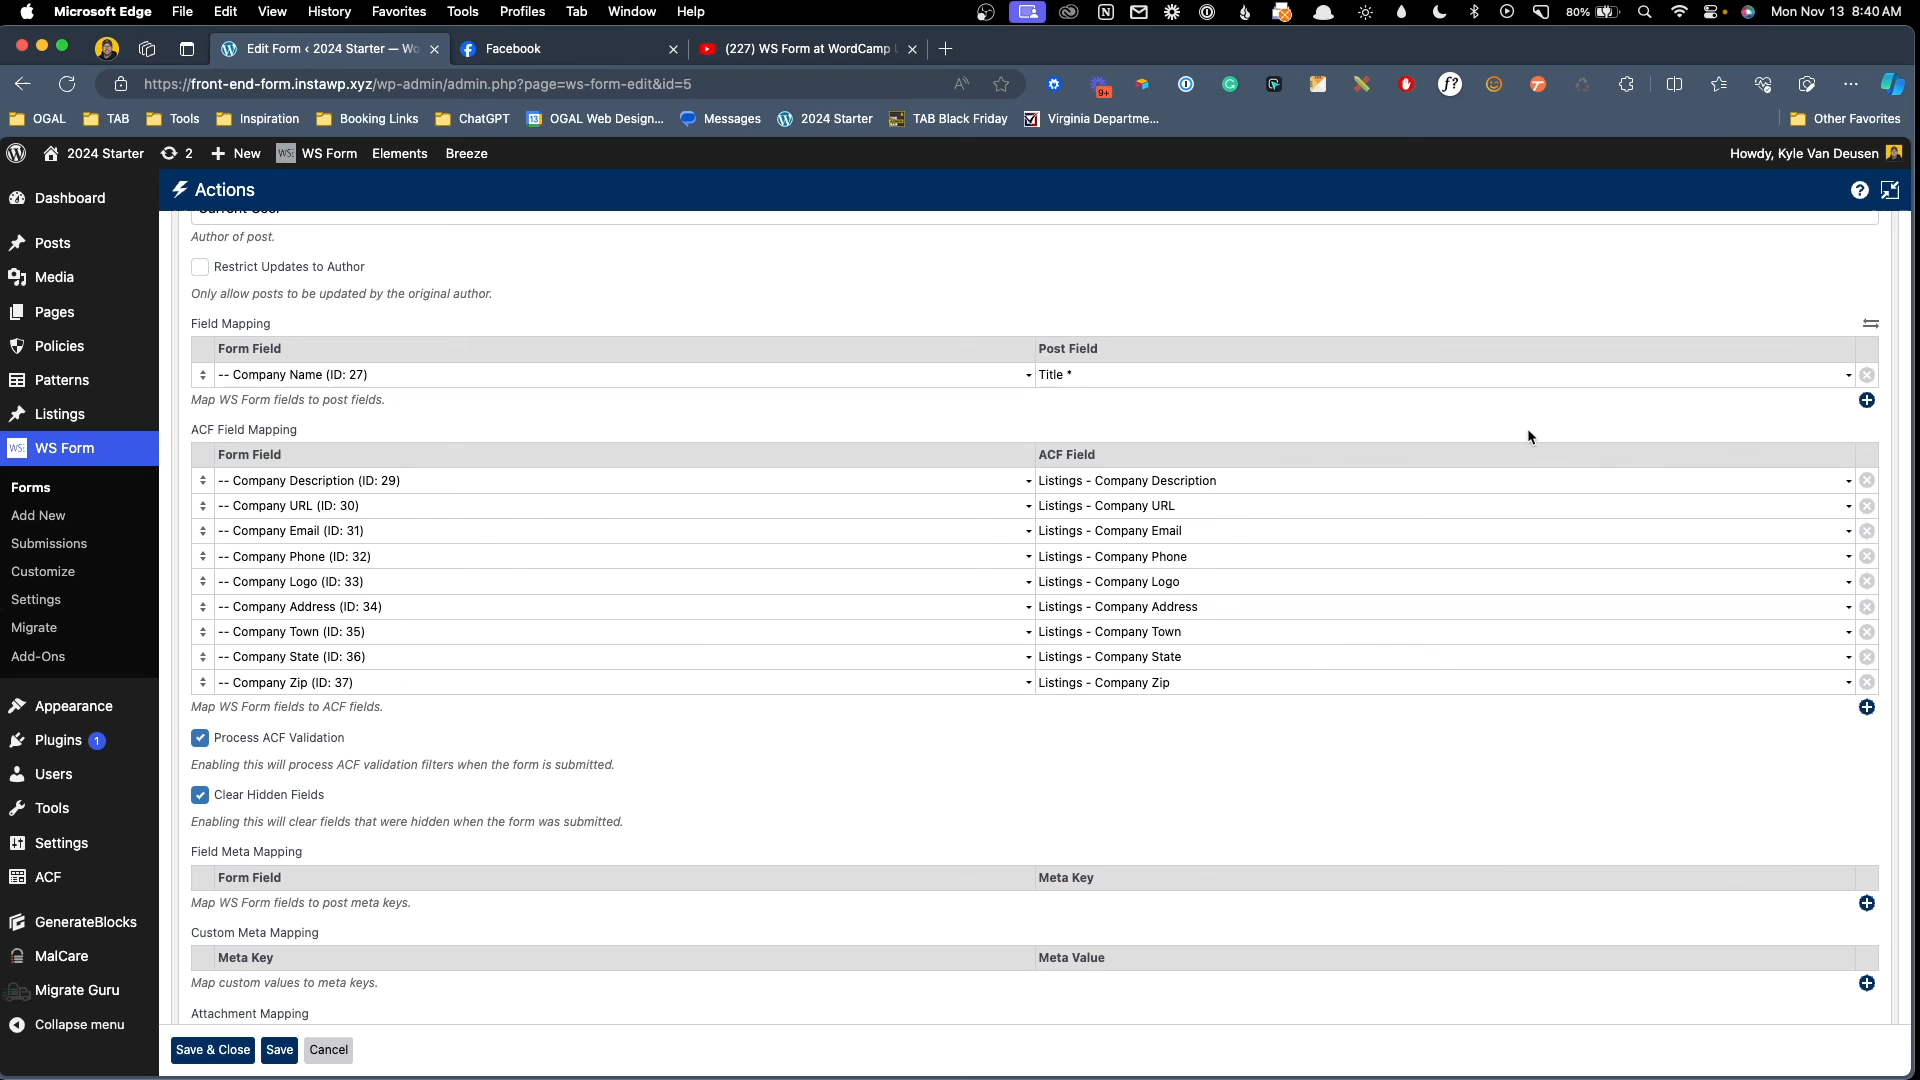 Microsoft Edge File Edit View History Favorites Tools Profiles Tab Window Help 80% Mon Nov 13 8:40 AM
Edit Form ‹ 2024 Starter — Wo
Facebook
(227) WS Form at WordCamp
https://front-end-form.instawp.xyz/wp-admin/admin.php?page=ws-form-edit&id=5
9+
OGAL TAB Tools Inspiration Booking Links ChatGPT OGAL Web Design... Messages 2024 Starter TAB Black Friday Virginia Departme... Other Favorites
2024 Starter 2 New WS Form Elements Breeze Howdy, Kyle Van Deusen
Dashboard
Posts
Media
Pages
Policies
Patterns
Listings
WS Form
Forms
Add New
Submissions
Customize
Settings
Migrate
Add-Ons
Appearance
Plugins 1
Users
Tools
Settings
ACF
GenerateBlocks
MalCare
Migrate Guru
Collapse menu
Actions
Current User
Author of post.
Restrict Updates to Author
Only allow posts to be updated by the original author.
Field Mapping
Form Field Post Field
-- Company Name (ID: 27) Title *
Map WS Form fields to post fields.
ACF Field Mapping
Form Field ACF Field
-- Company Description (ID: 29) Listings - Company Description
-- Company URL (ID: 30) Listings - Company URL
-- Company Email (ID: 31) Listings - Company Email
-- Company Phone (ID: 32) Listings - Company Phone
-- Company Logo (ID: 33) Listings - Company Logo
-- Company Address (ID: 34) Listings - Company Address
-- Company Town (ID: 35) Listings - Company Town
-- Company State (ID: 36) Listings - Company State
-- Company Zip (ID: 37) Listings - Company Zip
Map WS Form fields to ACF fields.
Process ACF Validation
Enabling this will process ACF validation filters when the form is submitted.
Clear Hidden Fields
Enabling this will clear fields that were hidden when the form was submitted.
Field Meta Mapping
Form Field Meta Key
Map WS Form fields to post meta keys.
Custom Meta Mapping
Meta Key Meta Value
Map custom values to meta keys.
Attachment Mapping
Save & Close Save Cancel